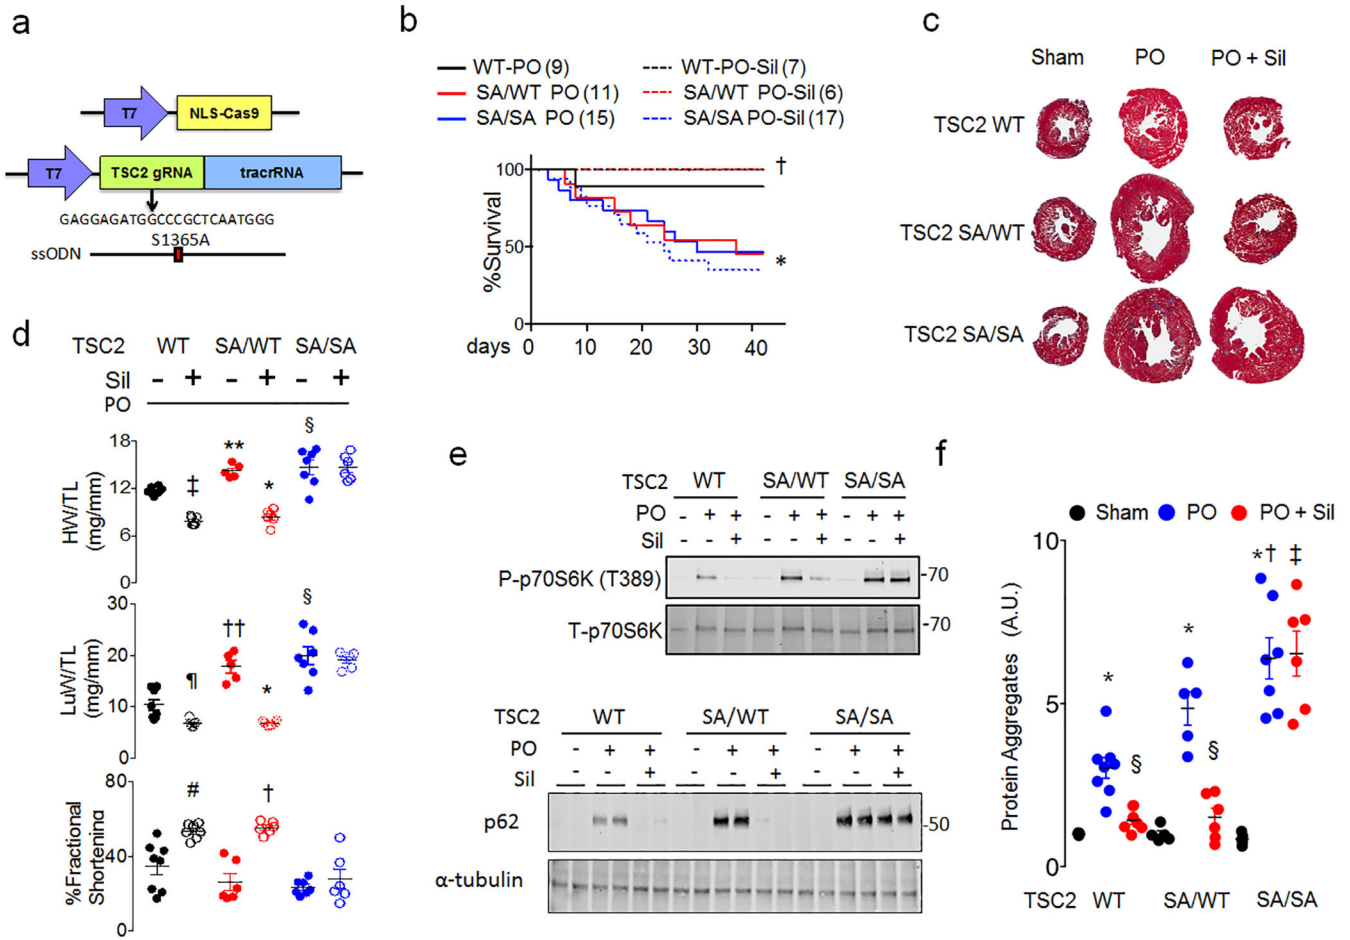 a
T7
NLS-Cas9
T7
TSC2 gRNA
tracrRNA
GAGGAGATGGCCCGCTCAATGGG
S1365A
ssODN
b
WT-PO (9)
WT-PO-Sil (7)
SA/WT PO (11)
SA/WT PO-Sil (6)
SA/SA PO (15)
SA/SA PO-Sil (17)
%Survival
100
50
0
†
*
days 0 10 20 30 40
c
Sham PO PO + Sil
TSC2 WT
TSC2 SA/WT
TSC2 SA/SA
d
TSC2 WT SA/WT SA/SA
Sil - + - + - +
PO
HW/TL
(mg/mm)
18
12
6
0
‡ ** * §
LuW/TL
(mg/mm)
30
20
10
0
¶ †† * §
%Fractional
Shortening
80
40
0
# †
e
TSC2 WT SA/WT SA/SA
PO - + + - + + - + +
Sil - - + - - + - - +
P-p70S6K (T389)
-70
T-p70S6K
-70
TSC2 WT SA/WT SA/SA
PO - + + - + + - + +
Sil - - + - - + - - +
p62
-50
α-tubulin
f
Sham PO PO + Sil
Protein Aggregates (A.U.)
10
5
0
* § * § *† ‡
TSC2 WT SA/WT SA/SA